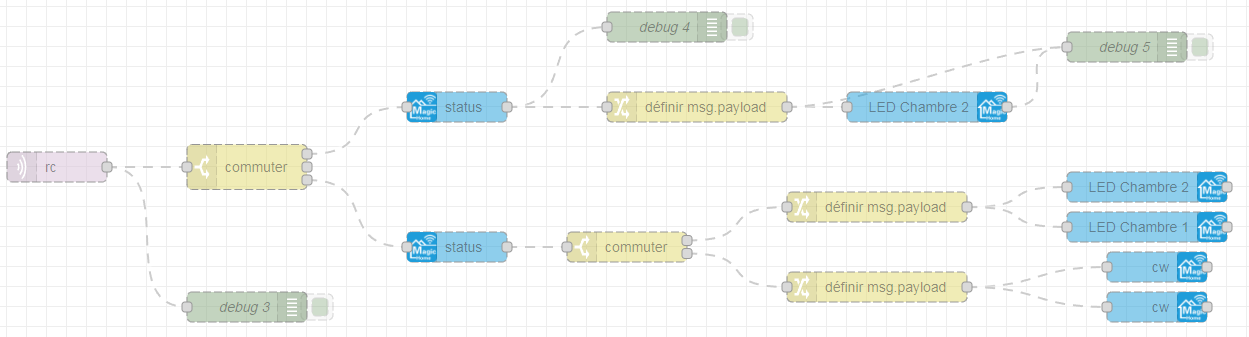 debug 4
debug 5
status
définir msg.payload
LED Chambre 2
rc
commuter
LED Chambre 2
définir msg.payload
LED Chambre 1
status
commuter
cw
définir msg.payload
debug 3
cw